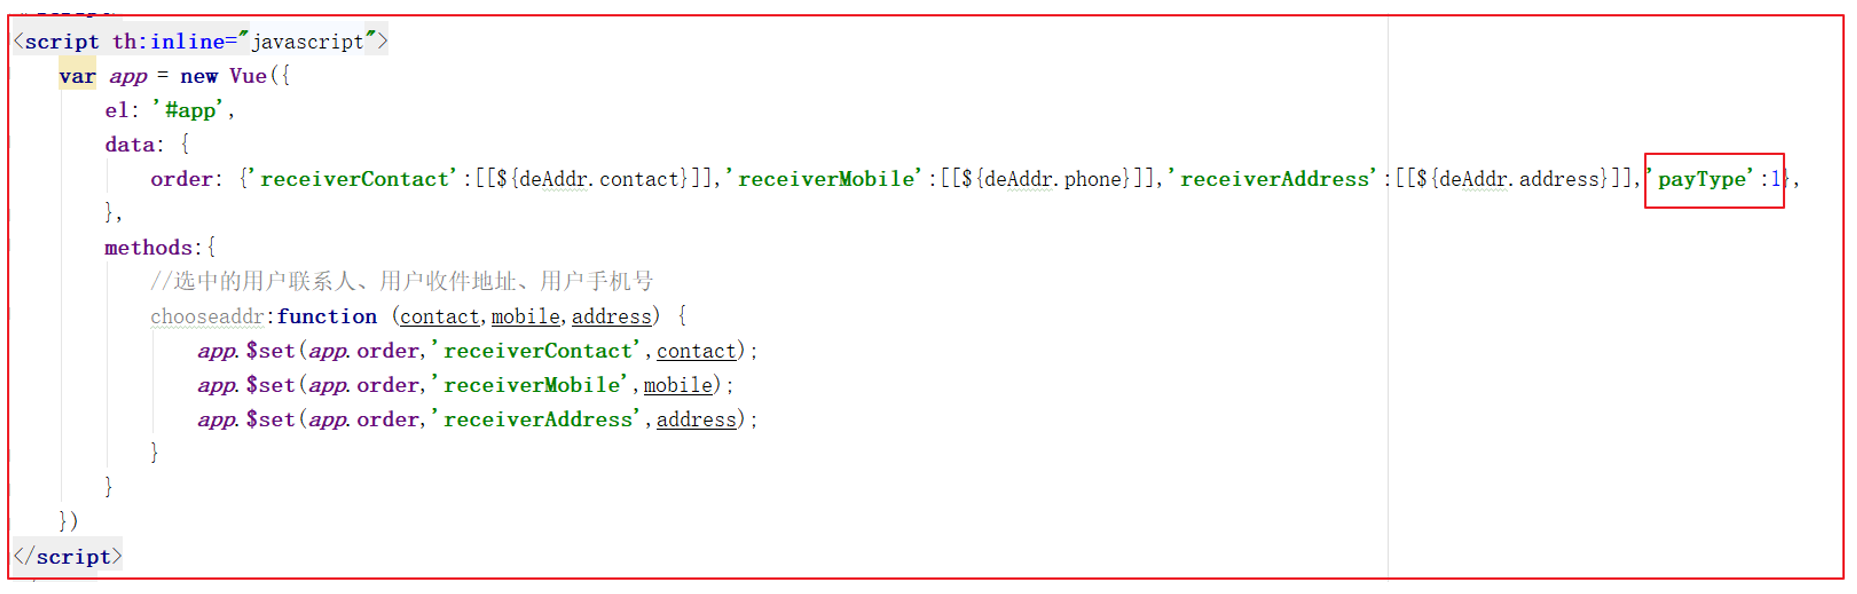 <script th:inline="javascript">
    var app = new Vue({
        el: '#app',
        data: {
            order: {'receiverContact':[[${deAddr.contact}]],'receiverMobile':[[${deAddr.phone}]],'receiverAddress':[[${deAddr.address}]],'payType':1},
        },
        methods:{
            //选中的用户联系人、用户收件地址、用户手机号
            chooseaddr:function (contact,mobile,address) {
                app.$set(app.order,'receiverContact',contact);
                app.$set(app.order,'receiverMobile',mobile);
                app.$set(app.order,'receiverAddress',address);
            }
        }
    })
</script>